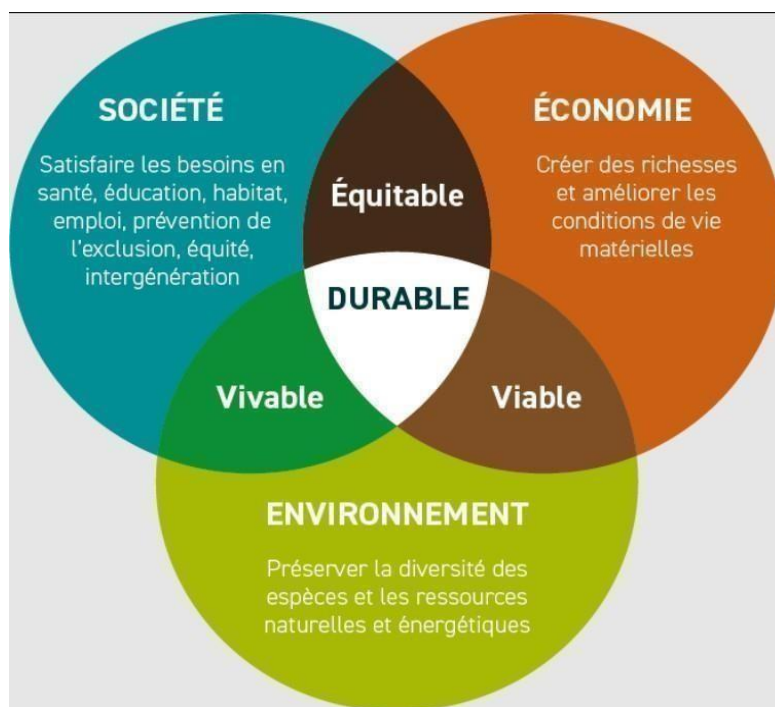 SOCIÉTÉ
Satisfaire les besoins en
santé, éducation, habitat,
emploi, prévention de
l'exclusion, équité,
intergénération
Équitable
ÉCONOMIE
Créer des richesses
et améliorer les
conditions de vie
matérielles
DURABLE
Vivable
Viable
ENVIRONNEMENT
Préserver la diversité des
espèces et les ressources
naturelles et énergétiques